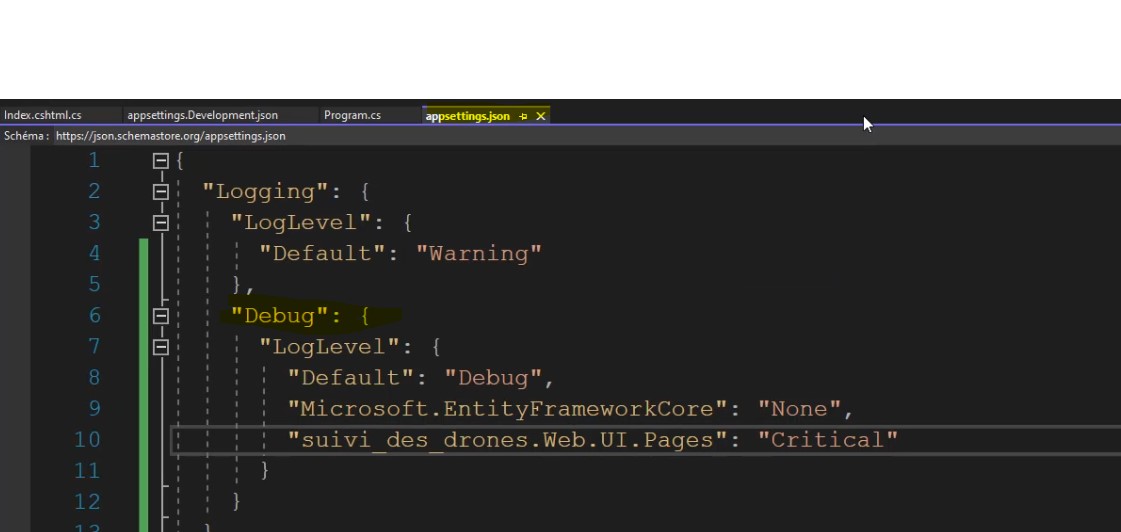 Index.cshtml.cs appsettings.Development.json Program.cs appsettings.json
Schéma : https://json.schemastore.org/appsettings.json
1 {
2 "Logging": {
3 "LogLevel": {
4 "Default": "Warning"
5 },
6 "Debug": {
7 "LogLevel": {
8 "Default": "Debug",
9 "Microsoft.EntityFrameworkCore": "None",
10 "suivi_des_drones.Web.UI.Pages": "Critical"
11 }
12 }
13 }